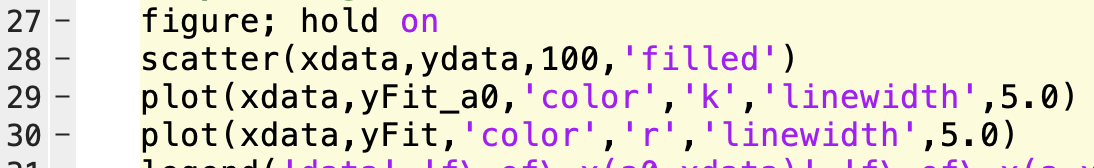 27 - figure; hold on
28 - scatter(xdata,ydata,100,'filled')
29 - plot(xdata,yFit_a0,'color','k','linewidth',5.0)
30 - plot(xdata,yFit,'color','r','linewidth',5.0)